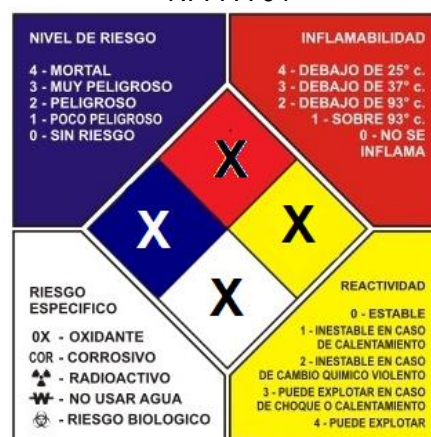 NIVEL DE RIESGO
4 - MORTAL
3 - MUY PELIGROSO
2 - PELIGROSO
1 - POCO PELIGROSO
0 - SIN RIESGO
INFLAMABILIDAD
4 - DEBAJO DE 25° c.
3 - DEBAJO DE 37° c.
2 - DEBAJO DE 93° c.
1 - SOBRE 93° c.
0 - NO SE
INFLAMA
X
X
X
X
RIESGO
ESPECIFICO
0X - OXIDANTE
COR - CORROSIVO
- RADIOACTIVO
W - NO USAR AGUA
- RIESGO BIOLOGICO
REACTIVIDAD
0 - ESTABLE
1 - INESTABLE EN CASO
DE CALENTAMIENTO
2 - INESTABLE EN CASO
DE CAMBIO QUIMICO VIOLENTO
3 - PUEDE EXPLOTAR EN CASO
DE CHOQUE O CALENTAMIENTO
4 - PUEDE EXPLOTAR